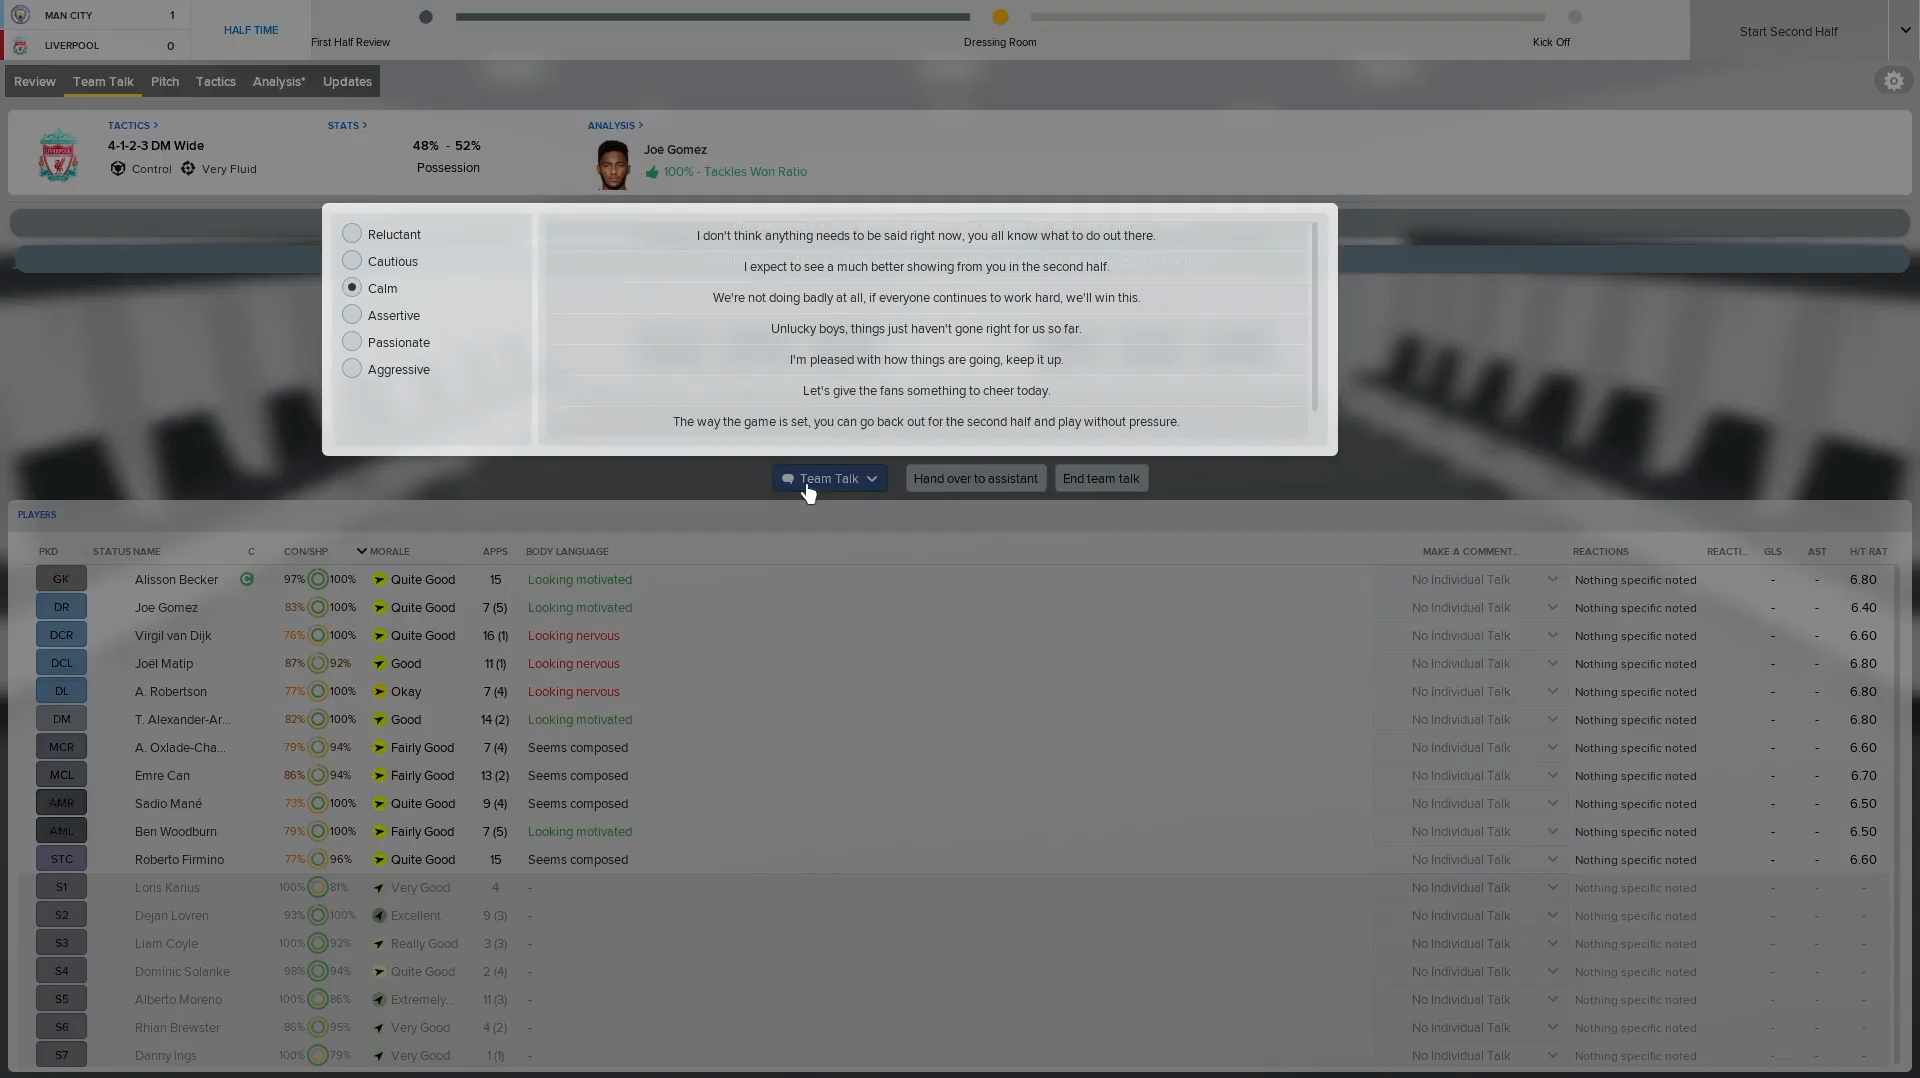 MAN CITY 1
LIVERPOOL 0
HALF TIME
First Half Review
Dressing Room
Kick Off
Start Second Half
Review Team Talk Pitch Tactics Analysis* Updates
TACTICS >
4-1-2-3 DM Wide
Control Very Fluid
STATS >
48% - 52%
Possession
ANALYSIS >
Joe Gomez
100% - Tackles Won Ratio
Reluctant
Cautious
Calm
Assertive
Passionate
Aggressive
I don't think anything needs to be said right now, you all know what to do out there.
I expect to see a much better showing from you in the second half.
We're not doing badly at all, if everyone continues to work hard, we'll win this.
Unlucky boys, things just haven't gone right for us so far.
I'm pleased with how things are going, keep it up.
Let's give the fans something to cheer today.
The way the game is set, you can go back out for the second half and play without pressure.
Team Talk Hand over to assistant End team talk
PLAYERS
PKD STATUS NAME C CON/SHP MORALE APPS BODY LANGUAGE MAKE A COMMENT... REACTIONS REACTI... GLS AST H/T RAT
GK Alisson Becker C 97% 100% Quite Good 15 Looking motivated No Individual Talk Nothing specific noted - - 6.80
DR Joe Gomez 83% 100% Quite Good 7 (5) Looking motivated No Individual Talk Nothing specific noted - - 6.40
DCR Virgil van Dijk 76% 100% Quite Good 16 (1) Looking nervous No Individual Talk Nothing specific noted - - 6.60
DCL Joël Matip 87% 92% Good 11 (1) Looking nervous No Individual Talk Nothing specific noted - - 6.80
DL A. Robertson 77% 100% Okay 7 (4) Looking nervous No Individual Talk Nothing specific noted - - 6.80
DM T. Alexander-Ar... 82% 100% Good 14 (2) Looking motivated No Individual Talk Nothing specific noted - - 6.80
MCR A. Oxlade-Cha... 79% 94% Fairly Good 7 (4) Seems composed No Individual Talk Nothing specific noted - - 6.60
MCL Emre Can 86% 94% Fairly Good 13 (2) Seems composed No Individual Talk Nothing specific noted - - 6.70
AMR Sadio Mané 73% 100% Quite Good 9 (4) Seems composed No Individual Talk Nothing specific noted - - 6.50
AML Ben Woodburn 79% 100% Fairly Good 7 (5) Looking motivated No Individual Talk Nothing specific noted - - 6.50
STC Roberto Firmino 77% 96% Quite Good 15 Seems composed No Individual Talk Nothing specific noted - - 6.60
S1 Loris Karius 100% 81% Very Good 4 - No Individual Talk Nothing specific noted - - -
S2 Dejan Lovren 93% 100% Excellent 9 (3) - No Individual Talk Nothing specific noted - - -
S3 Liam Coyle 100% 92% Really Good 3 (3) - No Individual Talk Nothing specific noted - - -
S4 Dominic Solanke 98% 94% Quite Good 2 (4) - No Individual Talk Nothing specific noted - - -
S5 Alberto Moreno 100% 86% Extremely... 11 (3) - No Individual Talk Nothing specific noted - - -
S6 Rhian Brewster 86% 95% Very Good 4 (2) - No Individual Talk Nothing specific noted - - -
S7 Danny Ings 100% 79% Very Good 1 (1) - No Individual Talk Nothing specific noted - - -